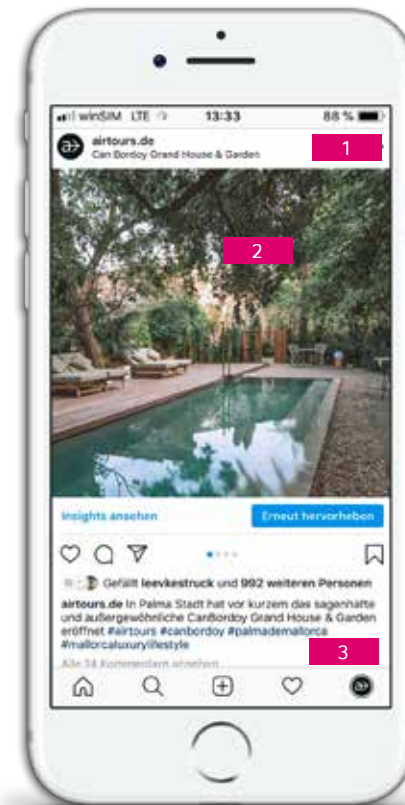 winSIM LTE 13:33 88 %
airtours.de
Can Bordoy Grand House & Garden
1
2
Insights ansehen Erneut hervorheben
Gefällt leevkestruck und 992 weiteren Personen
airtours.de In Palma Stadt hat vor kurzem das sagenhafte
und außergewöhnliche CanBordoy Grand House & Garden
eröffnet #airtours #canbordoy #palmademallorca
#mallorcaluxurylifestyle
3
Alle 14 Kommentare ansehen